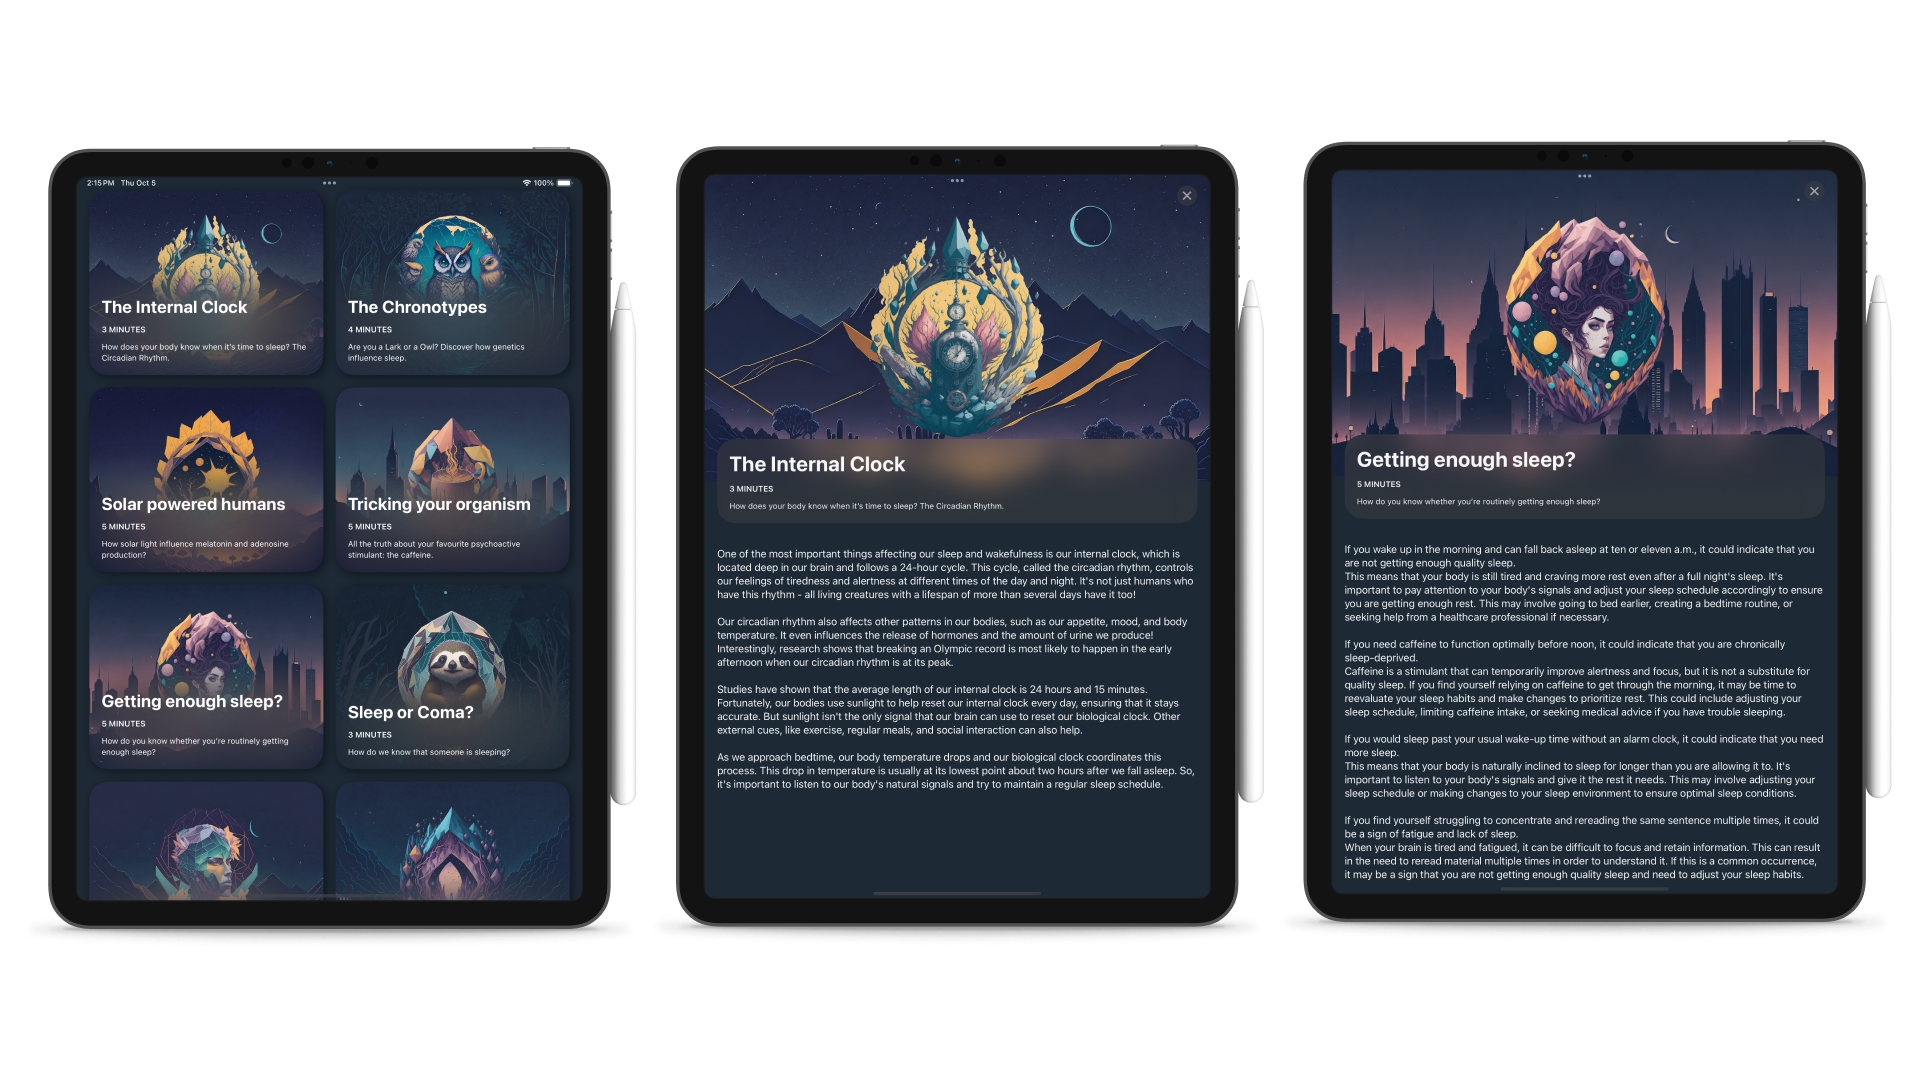 2:15 PM Thu Oct 5
100%
The Internal Clock
3 MINUTES
How does your body know when it's time to sleep? The
Circadian Rhythm.
The Chronotypes
4 MINUTES
Are you a Lark or a Owl? Discover how genetics
influence sleep.
Solar powered humans
5 MINUTES
How solar light influence melatonin and adenosine
production?
Tricking your organism
5 MINUTES
All the truth about your favourite psychoactive
stimulant: the caffeine.
Getting enough sleep?
5 MINUTES
How do you know whether you're routinely getting
enough sleep?
Sleep or Coma?
3 MINUTES
How do we know that someone is sleeping?
The Internal Clock
3 MINUTES
How does your body know when it's time to sleep? The Circadian Rhythm.
One of the most important things affecting our sleep and wakefulness is our internal clock, which is
located deep in our brain and follows a 24-hour cycle. This cycle, called the circadian rhythm, controls
our feelings of tiredness and alertness at different times of the day and night. It's not just humans who
have this rhythm - all living creatures with a lifespan of more than several days have it too!
Our circadian rhythm also affects other patterns in our bodies, such as our appetite, mood, and body
temperature. It even influences the release of hormones and the amount of urine we produce!
Interestingly, research shows that breaking an Olympic record is most likely to happen in the early
afternoon when our circadian rhythm is at its peak.
Studies have shown that the average length of our internal clock is 24 hours and 15 minutes.
Fortunately, our bodies use sunlight to help reset our internal clock every day, ensuring that it stays
accurate. But sunlight isn't the only signal that our brain can use to reset our biological clock. Other
external cues, like exercise, regular meals, and social interaction can also help.
As we approach bedtime, our body temperature drops and our biological clock coordinates this
process. This drop in temperature is usually at its lowest point about two hours after we fall asleep. So,
it's important to listen to our body's natural signals and try to maintain a regular sleep schedule.
Getting enough sleep?
5 MINUTES
How do you know whether you're routinely getting enough sleep?
If you wake up in the morning and can fall back asleep at ten or eleven a.m., it could indicate that you
are not getting enough quality sleep.
This means that your body is still tired and craving more rest even after a full night's sleep. It's
important to pay attention to your body's signals and adjust your sleep schedule accordingly to ensure
you are getting enough rest. This may involve going to bed earlier, creating a bedtime routine, or
seeking help from a healthcare professional if necessary.
If you need caffeine to function optimally before noon, it could indicate that you are chronically
sleep-deprived.
Caffeine is a stimulant that can temporarily improve alertness and focus, but it is not a substitute for
quality sleep. If you find yourself relying on caffeine to get through the morning, it may be time to
reevaluate your sleep habits and make changes to prioritize rest. This could include adjusting your
sleep schedule, limiting caffeine intake, or seeking medical advice if you have trouble sleeping.
If you would sleep past your usual wake-up time without an alarm clock, it could indicate that you need
more sleep.
This means that your body is naturally inclined to sleep for longer than you are allowing it to. It's
important to listen to your body's signals and give it the rest it needs. This may involve adjusting your
sleep schedule or making changes to your sleep environment to ensure optimal sleep conditions.
If you find yourself struggling to concentrate and rereading the same sentence multiple times, it could
be a sign of fatigue and lack of sleep.
When your brain is tired and fatigued, it can be difficult to focus and retain information. This can result
in the need to reread material multiple times in order to understand it. If this is a common occurrence,
it may be a sign that you are not getting enough quality sleep and need to adjust your sleep habits.